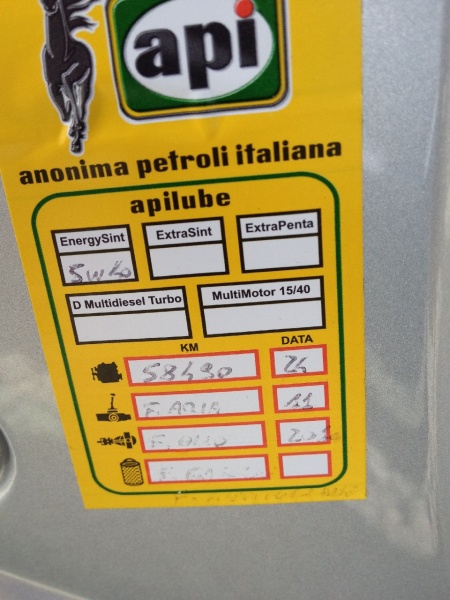 api
anonima petroli italiana
apilube
EnergySint ExtraSint ExtraPenta
5W40
D Multidiesel Turbo MultiMotor 15/40
KM DATA
58490 24
F. ARIA 11
F. OLIO